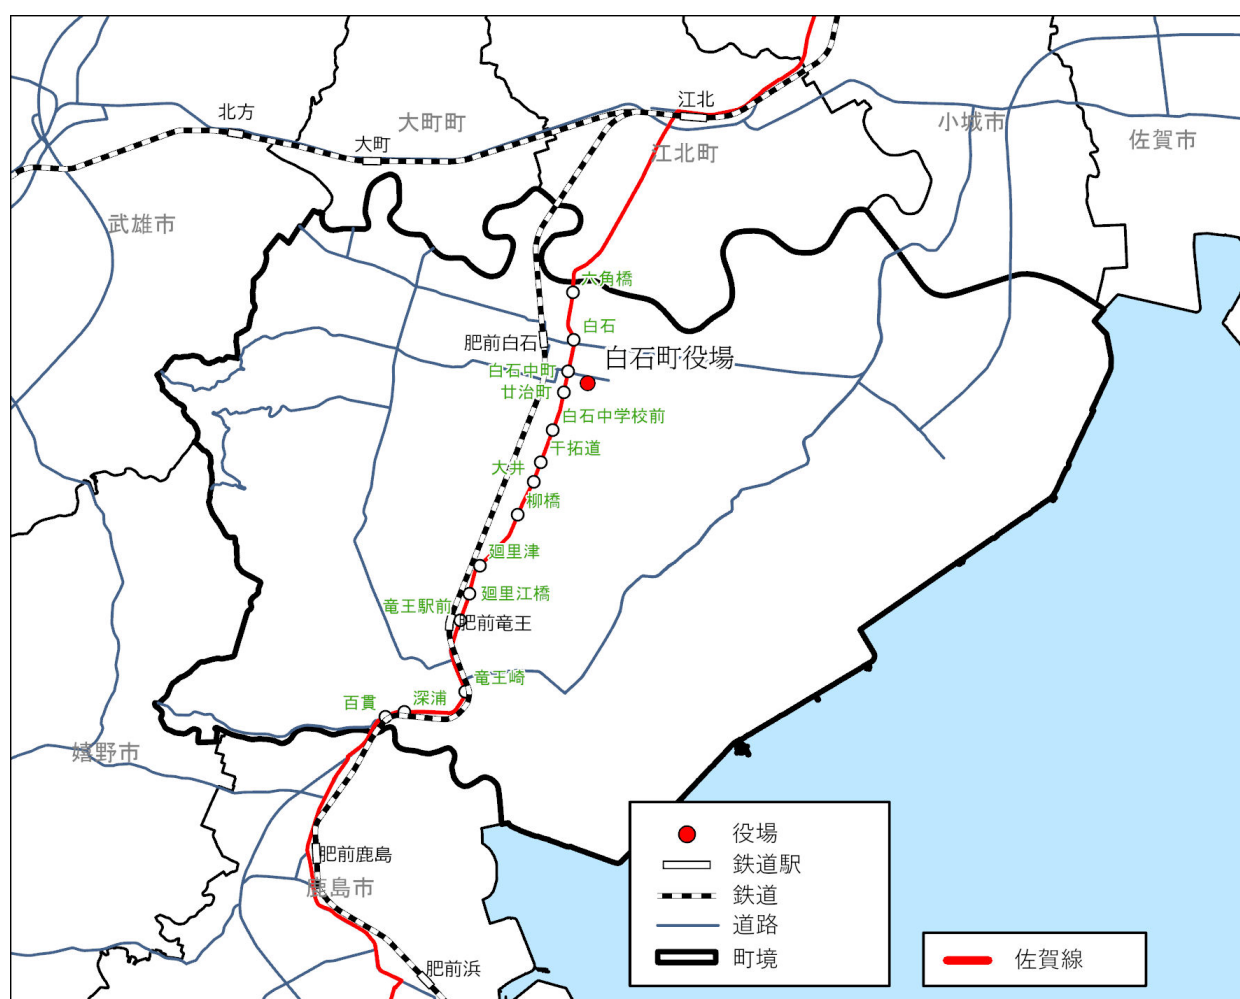 江北
北方
大町町
小城市
佐賀市
大町
江北町
武雄市
六角橋
白石
肥前白石
白石町役場
白石中町
廿治町
白石中学校前
干拓道
大井
柳橋
廻里津
廻里江橋
竜王駅前
肥前竜王
竜王崎
深浦
百貫
嬉野市
肥前鹿島
鹿島市
肥前浜
役場
鉄道駅
鉄道
道路
町境
佐賀線